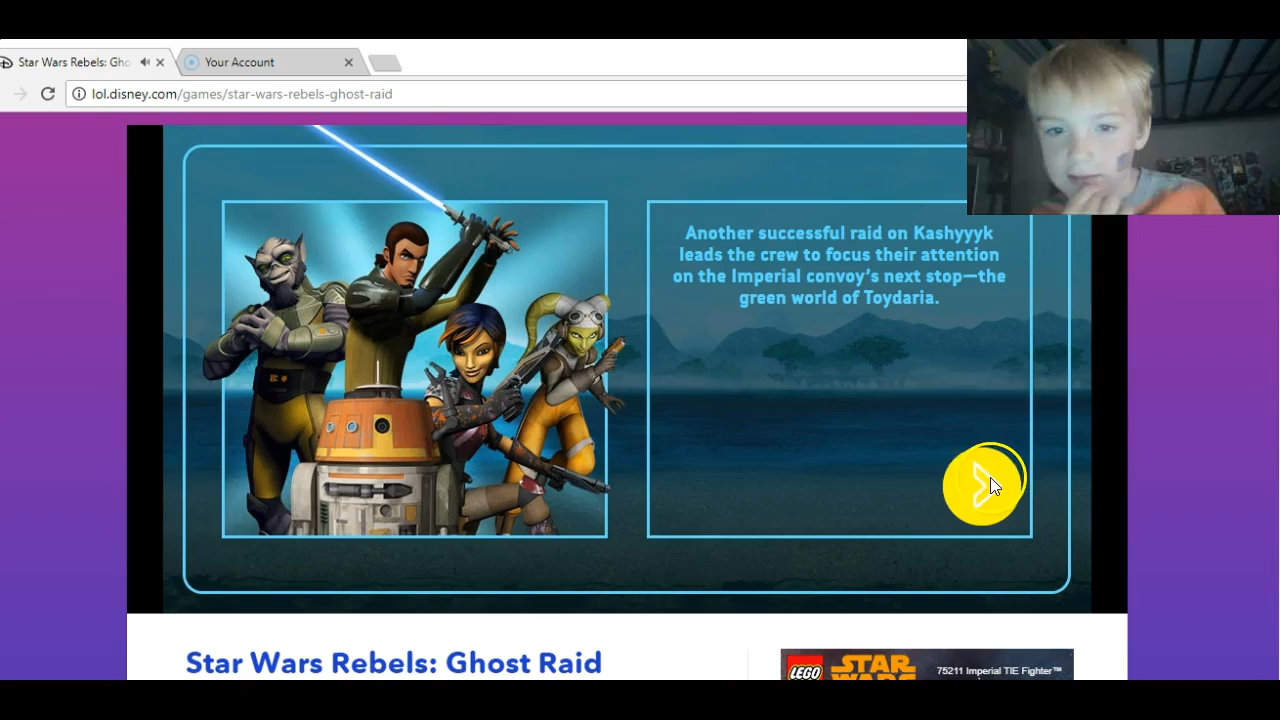 Star Wars Rebels: Gho
Your Account
lol.disney.com/games/star-wars-rebels-ghost-raid
Another successful raid on Kashyyyk
leads the crew to focus their attention
on the Imperial convoy's next stop—the
green world of Toydaria.
Star Wars Rebels: Ghost Raid
LEGO
STAR
WARS
75211 Imperial TIE Fighter™